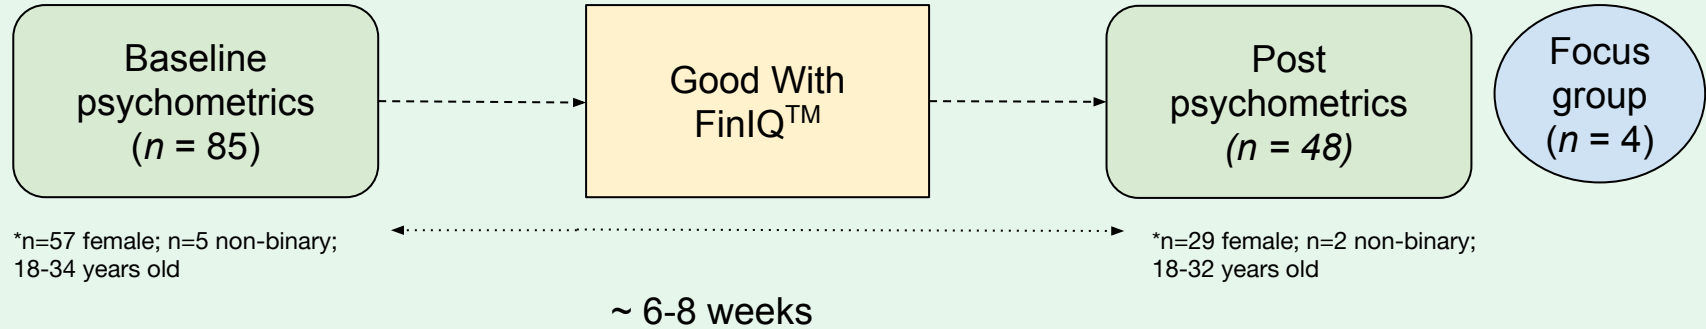 Baseline
psychometrics
(n = 85)
Good With
FinIQ™
Post
psychometrics
(n = 48)
Focus
group
(n = 4)
*n=57 female; n=5 non-binary;
18-34 years old
*n=29 female; n=2 non-binary;
18-32 years old
~ 6-8 weeks